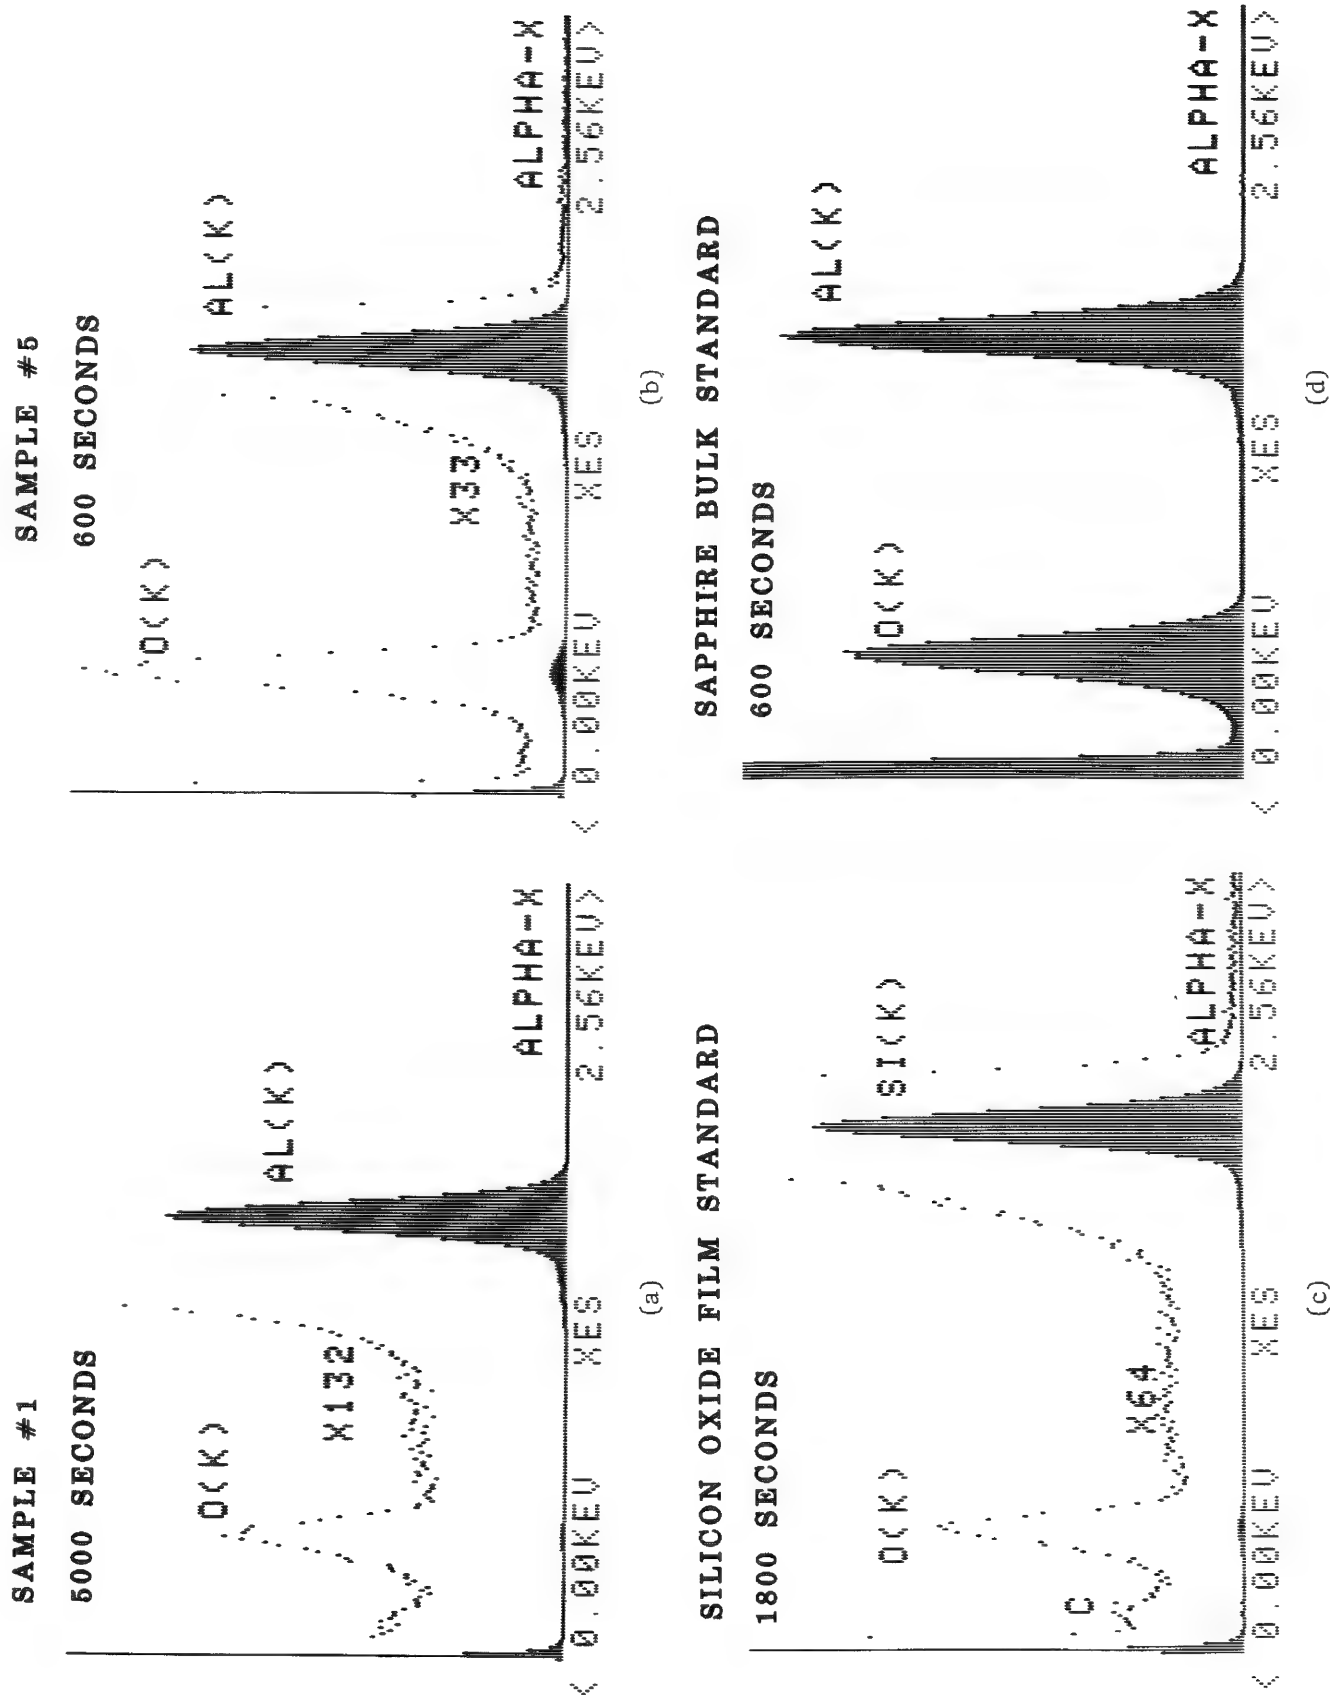 SAMPLE #1
5000 SECONDS
O(K)
X132
AL(K)
ALPHA-X
< 0.00KEV XES 2.56KEV>
(a)
SAMPLE #5
600 SECONDS
O(K)
X33
AL(K)
ALPHA-X
< 0.00KEV XES 2.56KEV>
(b)
SILICON OXIDE FILM STANDARD
1800 SECONDS
C
O(K)
X64
SI(K)
ALPHA-X
< 0.00KEV XES 2.56KEV>
(c)
SAPPHIRE BULK STANDARD
600 SECONDS
O(K)
AL(K)
ALPHA-X
< 0.00KEV XES 2.56KEV>
(d)